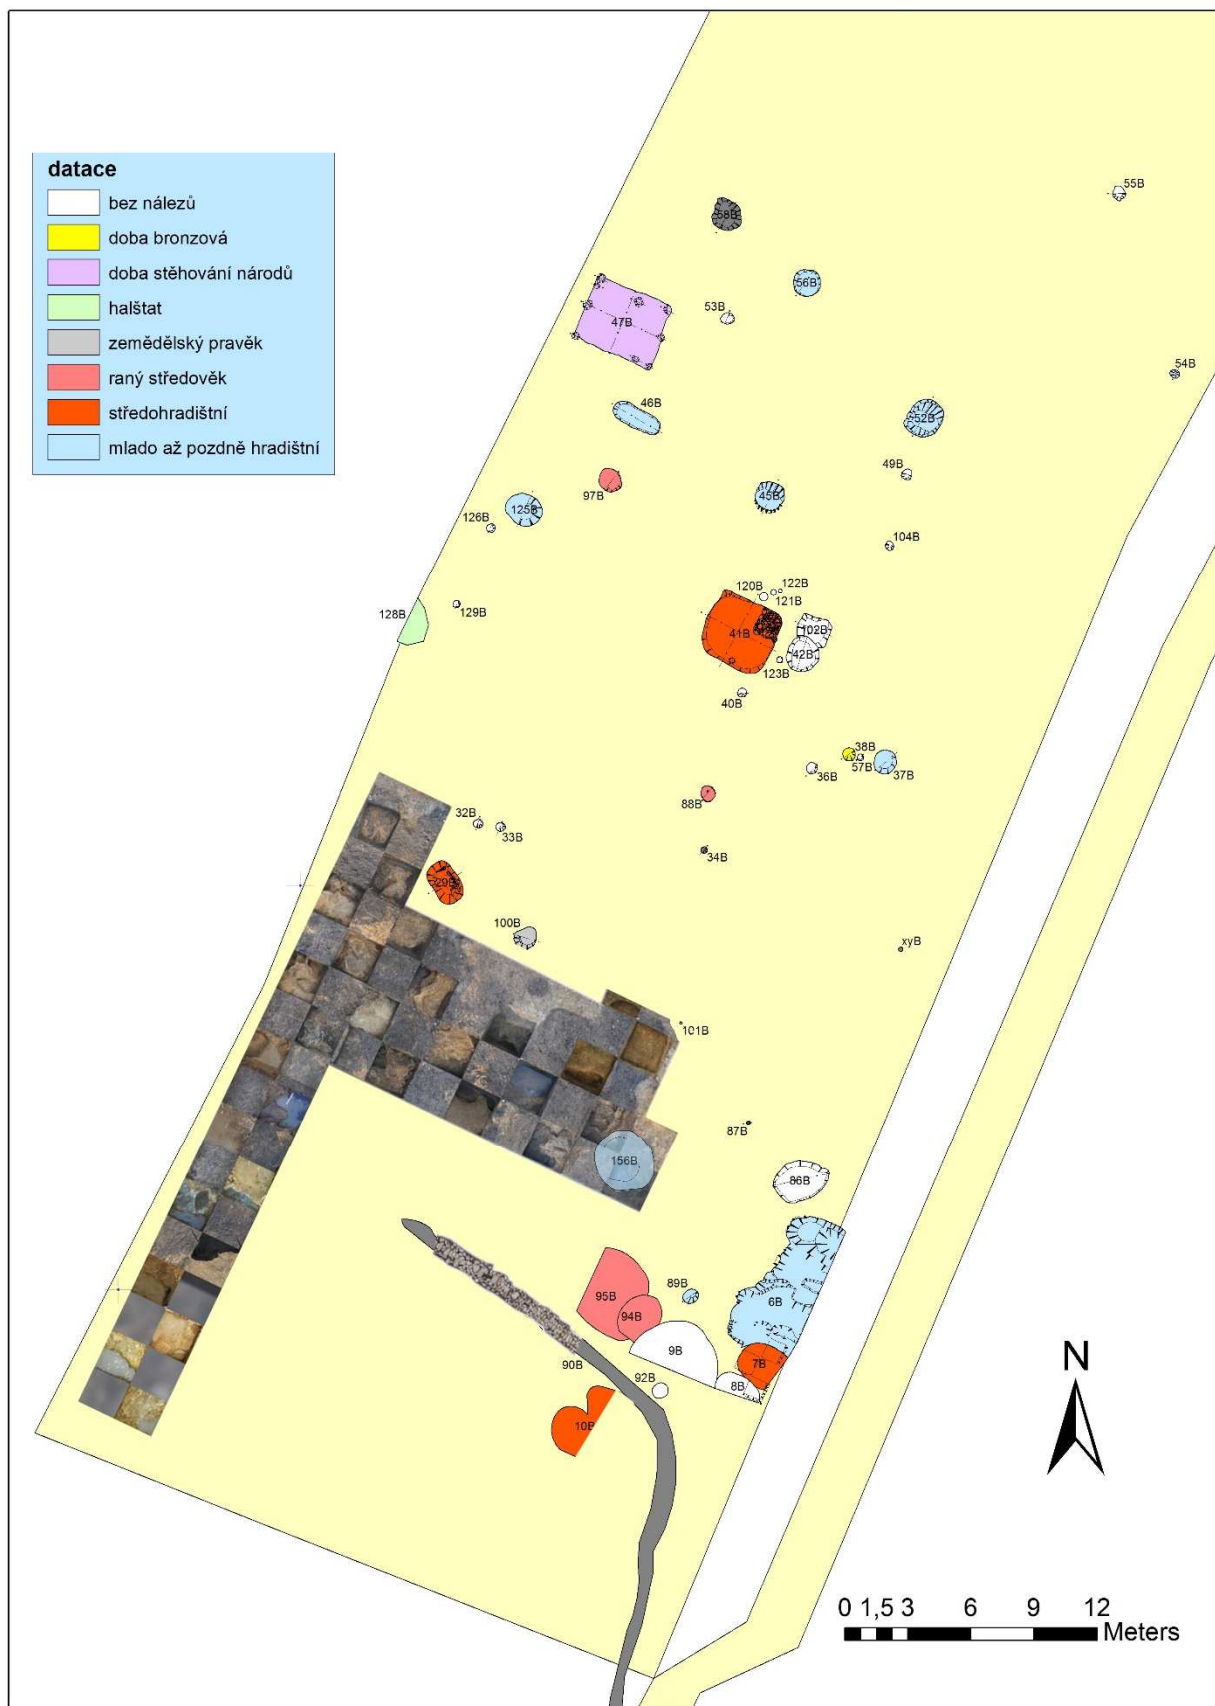 datace
bez nálezů
doba bronzová
doba stěhování národů
halštat
zemědělský pravěk
raný středověk
středohradištní
mlado až pozdně hradištní
55B
58B
56B
53B
47B
54B
46B
52B
49B
97B
45B
125B
126B
104B
122B
120B
121B
129B
128B
41B
102B
42B
123B
40B
38B
57B
36B
37B
88B
32B
33B
34B
29B
100B
xyB
101B
87B
156B
86B
89B
95B
6B
94B
9B
7B
90B
92B
8B
10B
N
0 1,5 3 6 9 12
Meters